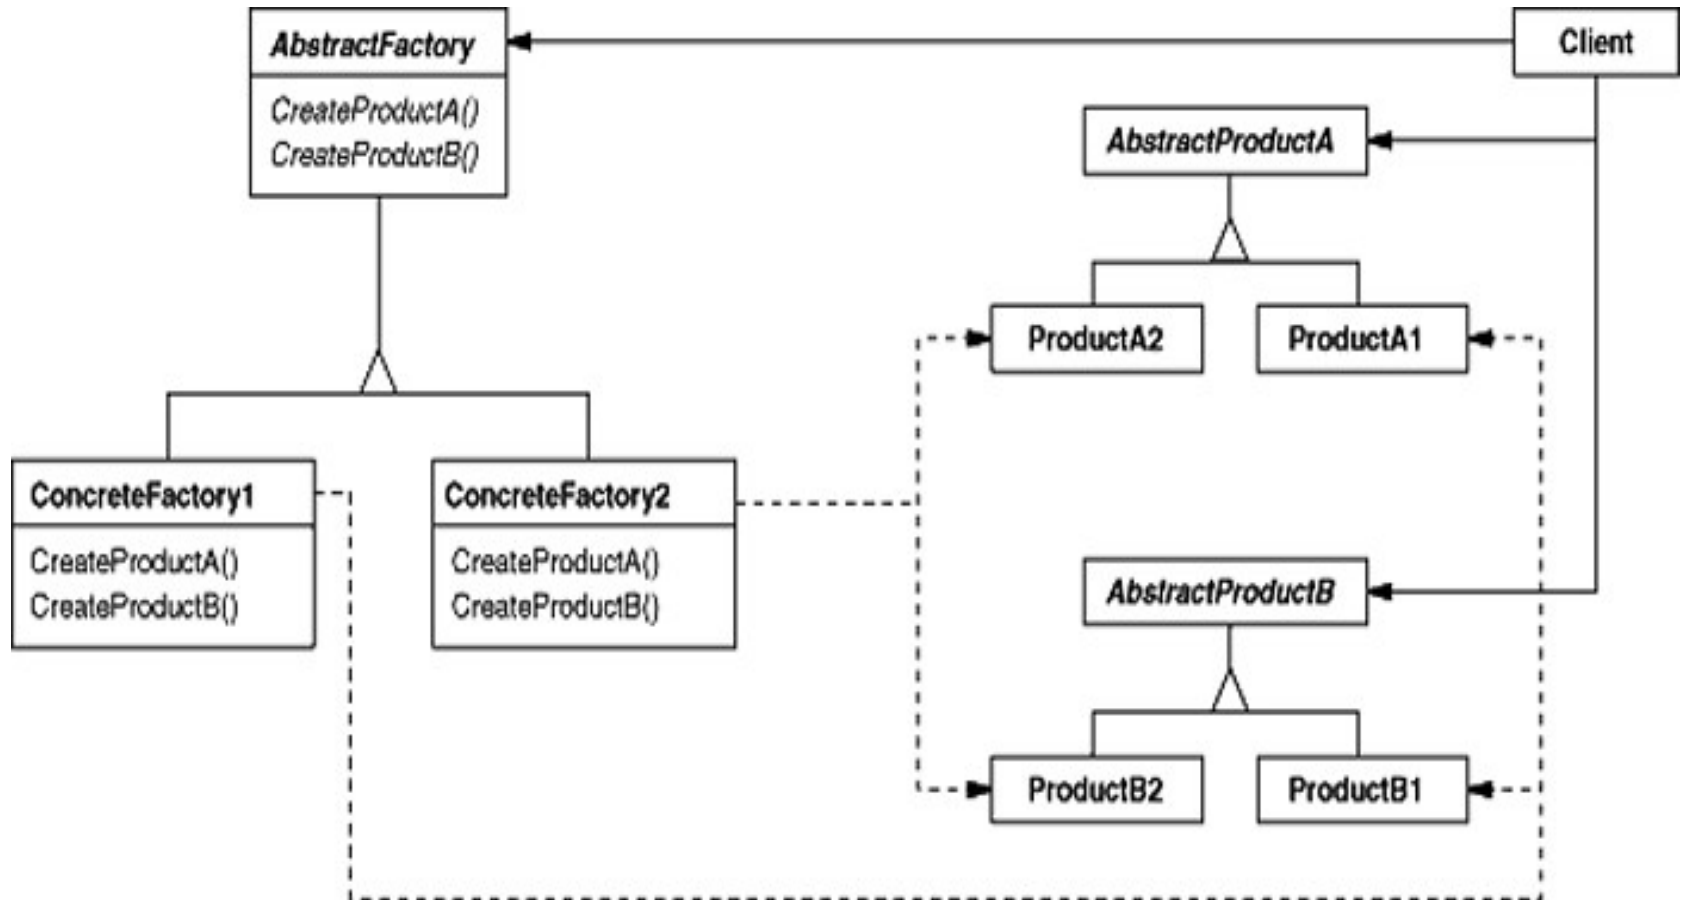 AbstractFactory
CreateProductA()
CreateProductB()
Client
AbstractProductA
ProductA2
ProductA1
ConcreteFactory1
CreateProductA()
CreateProductB()
ConcreteFactory2
CreateProductA()
CreateProductB()
AbstractProductB
ProductB2
ProductB1